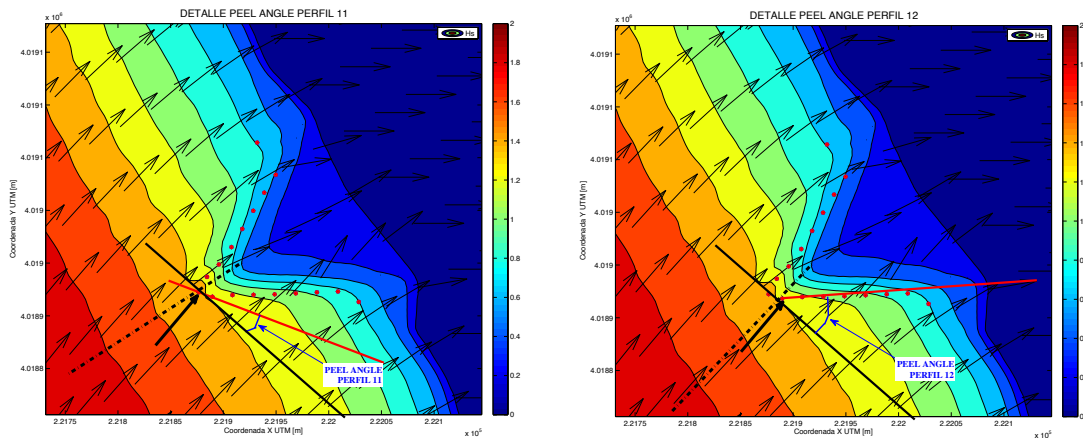 DETALLE PEEL ANGLE PERFIL 11
x 10⁶
Hs
4.0191
4.0191
4.0191
4.019
4.019
4.0189
4.0188
Coordenada Y UTM [m]
PEEL ANGLE
PERFIL 11
2.2175
2.218
2.2185
2.219
2.2195
2.22
2.2205
2.221
Coordenada X UTM [m]
x 10⁵
2
1.8
1.6
1.4
1.2
1
0.8
0.6
0.4
0.2
0
DETALLE PEEL ANGLE PERFIL 12
x 10⁶
Hs
4.0191
4.0191
4.0191
4.019
4.019
4.0189
4.0188
Coordenada Y UTM [m]
PEEL ANGLE
PERFIL 12
2.2175
2.218
2.2185
2.219
2.2195
2.22
2.2205
2.221
Coordenada X UTM [m]
x 10⁵